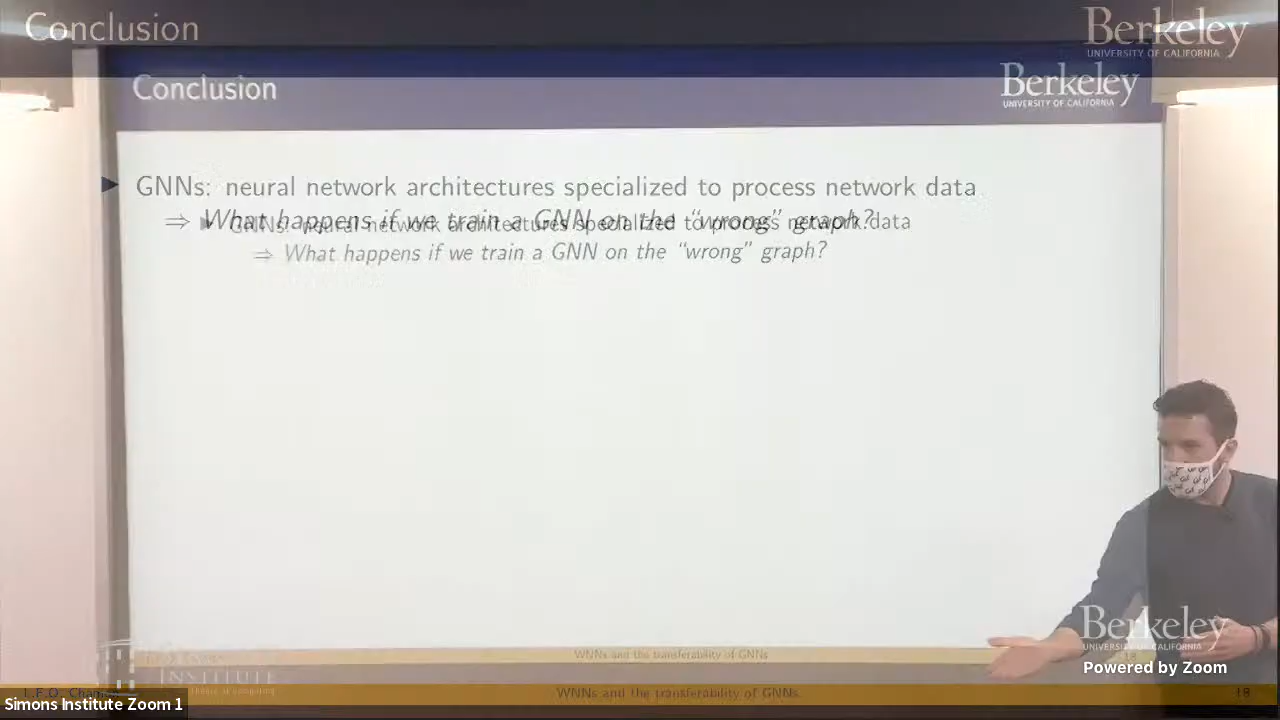 Conclusion
Berkeley
UNIVERSITY OF CALIFORNIA
Conclusion
Berkeley
UNIVERSITY OF CALIFORNIA
GNNs: neural network architectures specialized to process network data
⇒ What happens if we train a GNN on the “wrong” graph?
GNNs: neural network architectures specialized to process network data
⇒ What happens if we train a GNN on the “wrong” graph?
Berkeley
UNIVERSITY OF CALIFORNIA
Powered by Zoom
WNNs and the transferability of GNNs
INSTITUTE
WNNs and the transferability of GNNs
18
Simons Institute Zoom 1